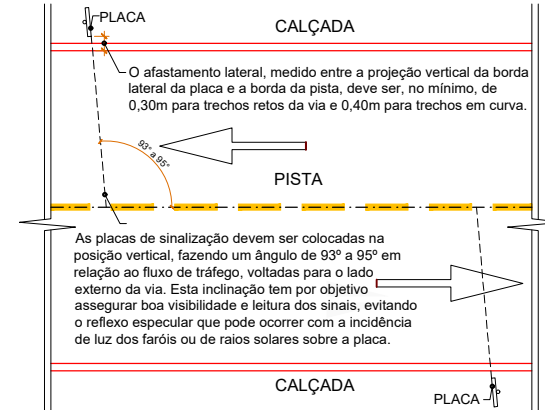 PLACA
CALÇADA
O afastamento lateral, medido entre a projeção vertical da borda
lateral da placa e a borda da pista, deve ser, no mínimo, de
0,30m para trechos retos da via e 0,40m para trechos em curva.
93° a 95°
PISTA
As placas de sinalização devem ser colocadas na
posição vertical, fazendo um ângulo de 93º a 95º em
relação ao fluxo de tráfego, voltadas para o lado
externo da via. Esta inclinação tem por objetivo
assegurar boa visibilidade e leitura dos sinais, evitando
o reflexo especular que pode ocorrer com a incidência
de luz dos faróis ou de raios solares sobre a placa.
CALÇADA
PLACA